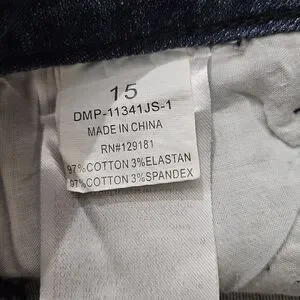 15
DMP-11341JS-1
MADE IN CHINA
RN#129181
97%COTTON 3%ELASTAN
97%COTTON 3%SPANDEX